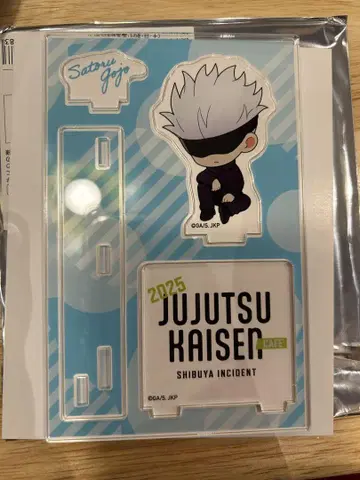 Satoru
Gojo
©GA/S, JKP
2025
JUJUTSU
KAISEN
CAFE
SHIBUYA INCIDENT
©GA/S, JKP